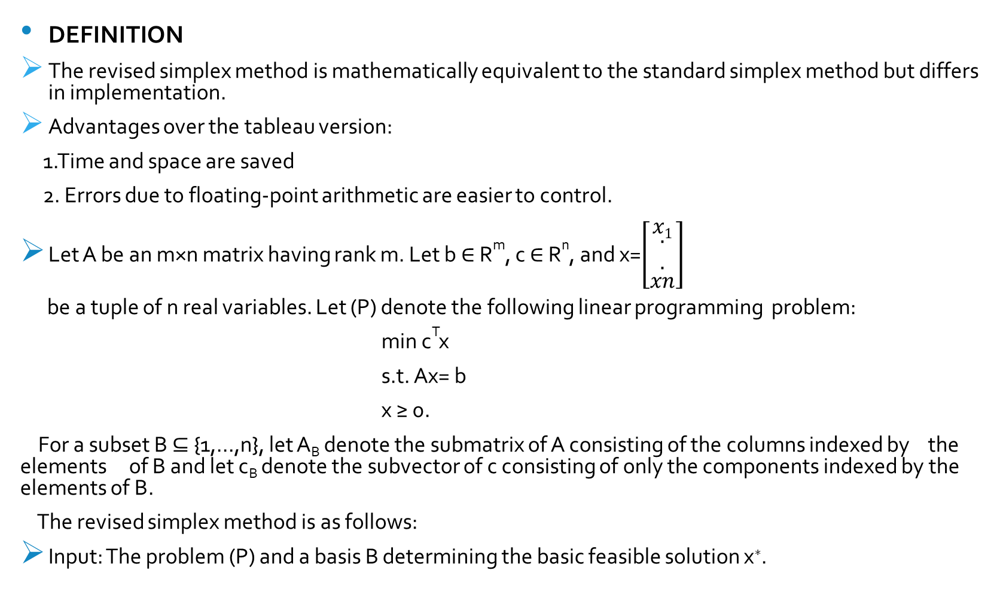 • DEFINITION
➢ The revised simplex method is mathematically equivalent to the standard simplex method but differs
in implementation.
➢ Advantages over the tableau version:
1.Time and space are saved
2. Errors due to floating-point arithmetic are easier to control.
➢ Let A be an m×n matrix having rank m. Let b ∈ R^m, c ∈ R^n, and x=[x₁ . . xn]
be a tuple of n real variables. Let (P) denote the following linear programming problem:
min c^T x
s.t. Ax= b
x ≥ 0.
For a subset B ⊆ {1,...,n}, let A_B denote the submatrix of A consisting of the columns indexed by the
elements of B and let c_B denote the subvector of c consisting of only the components indexed by the
elements of B.
The revised simplex method is as follows:
➢ Input: The problem (P) and a basis B determining the basic feasible solution x*.